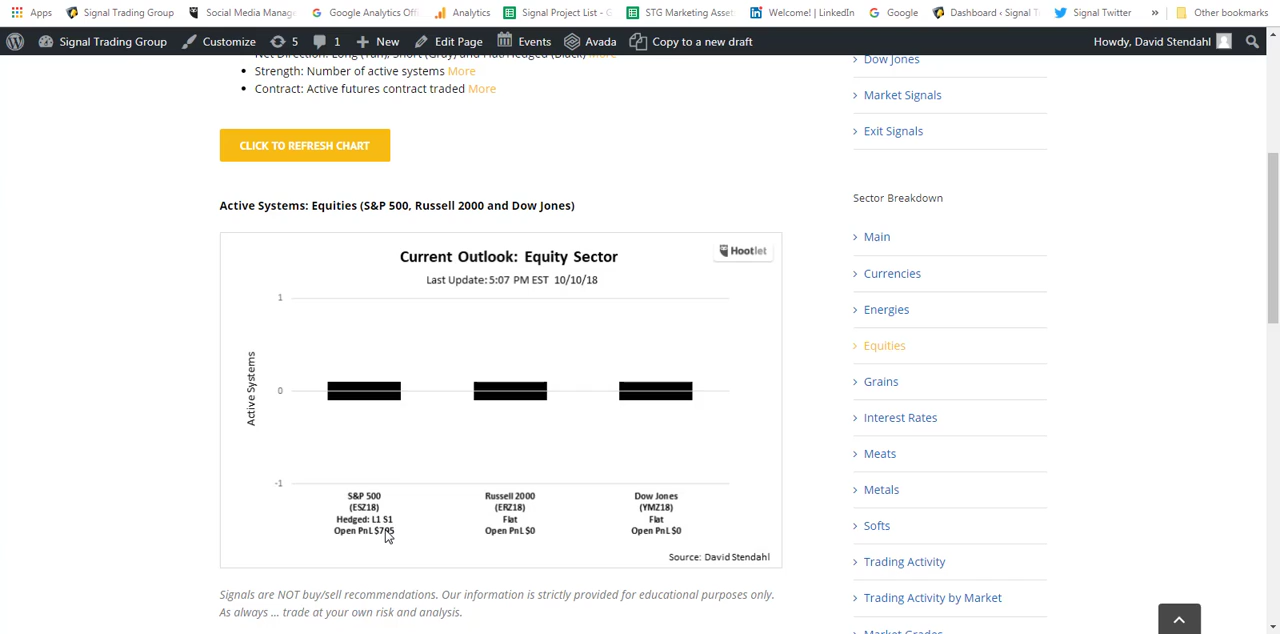 Apps
Signal Trading Group
Social Media Manage
Google Analytics Offi
Analytics
Signal Project List - G
STG Marketing Asset
Welcome! | LinkedIn
Google
Dashboard ‹ Signal T
Signal Twitter
»
Other bookmarks
Signal Trading Group
Customize
5
1
New
Edit Page
Events
Avada
Copy to a new draft
Howdy, David Stendahl
Strength: Number of active systems More
Contract: Active futures contract traded More
CLICK TO REFRESH CHART
Active Systems: Equities (S&P 500, Russell 2000 and Dow Jones)
Current Outlook: Equity Sector
Hootlet
Last Update: 5:07 PM EST 10/10/18
1
0
-1
Active Systems
S&P 500
(ESZ18)
Hedged: L1 S1
Open PnL
Russell 2000
(ERZ18)
Flat
Open PnL $0
Dow Jones
(YMZ18)
Flat
Open PnL $0
Source: David Stendahl
Signals are NOT buy/sell recommendations. Our information is strictly provided for educational purposes only.
As always ... trade at your own risk and analysis.
Dow Jones
Market Signals
Exit Signals
Sector Breakdown
Main
Currencies
Energies
Equities
Grains
Interest Rates
Meats
Metals
Softs
Trading Activity
Trading Activity by Market
Market Grades